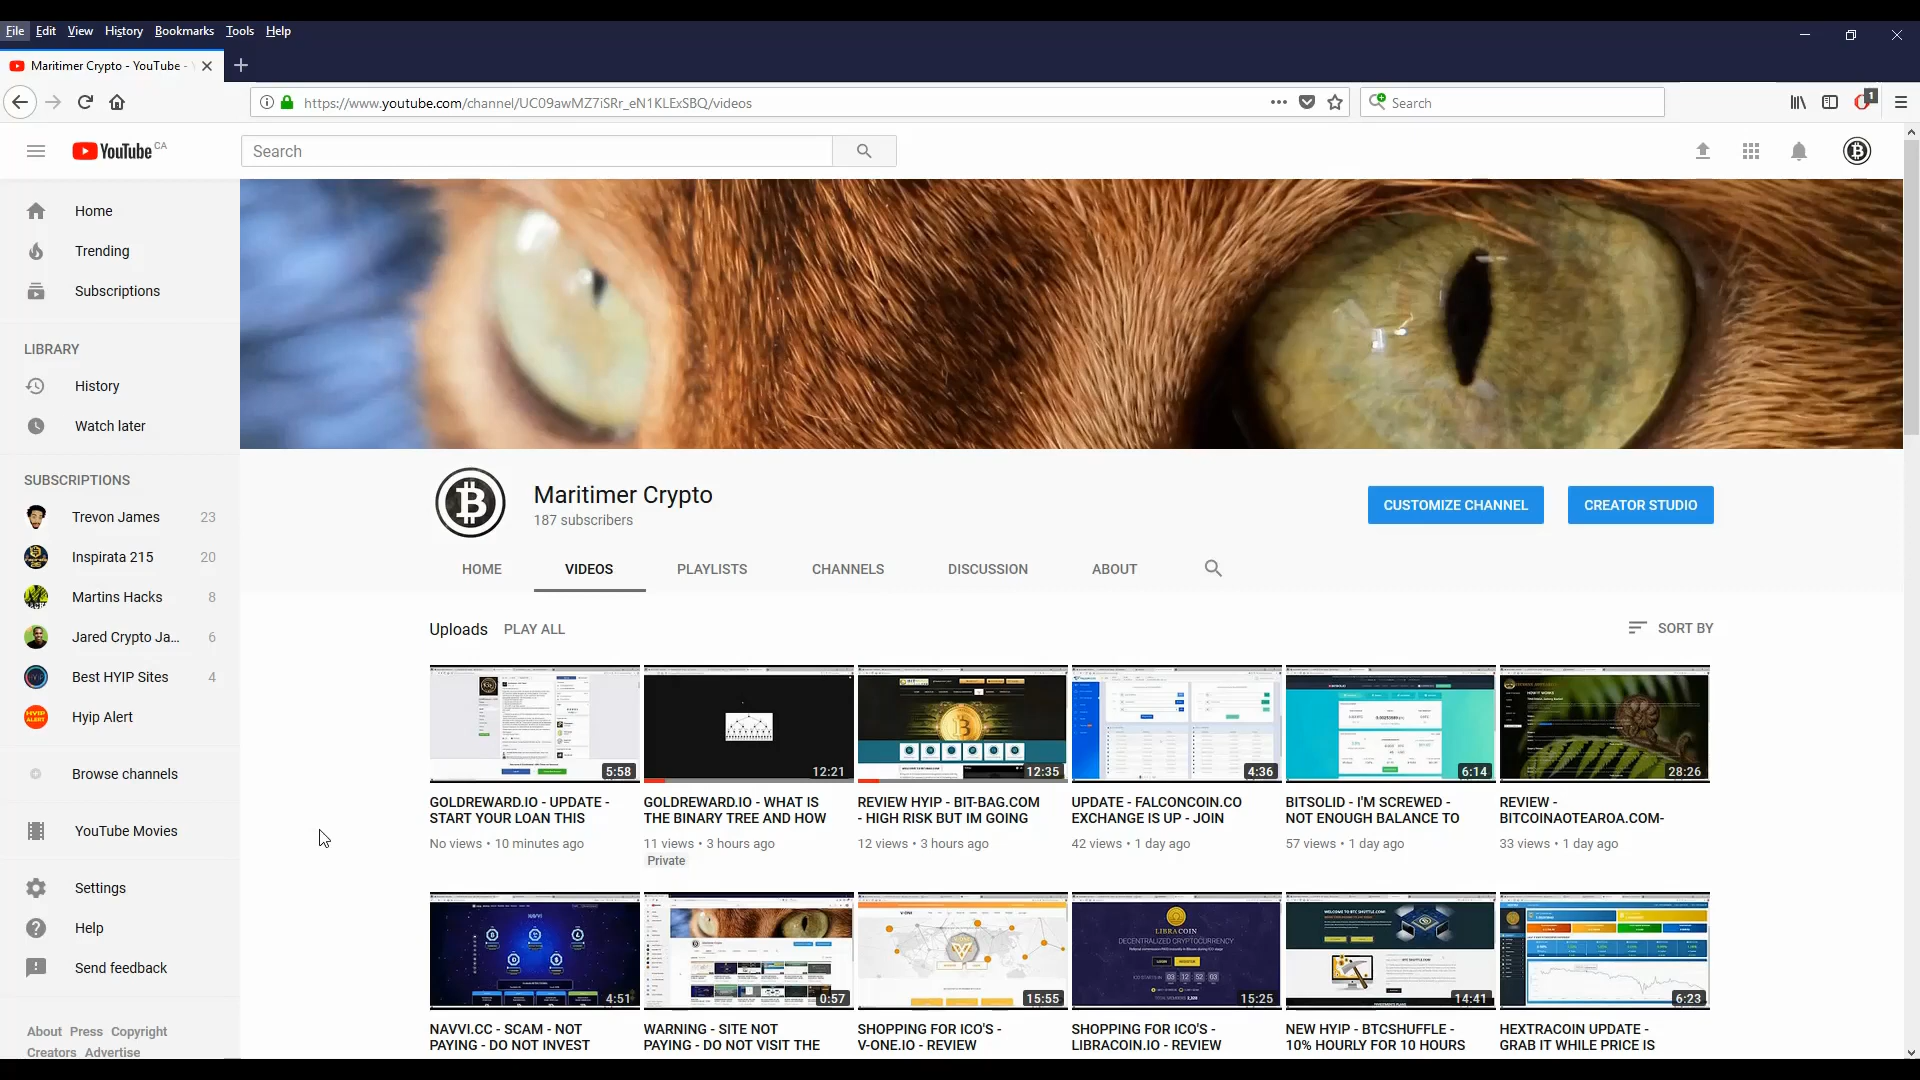 File Edit View History Bookmarks Tools Help
Maritimer Crypto - YouTube -
https://www.youtube.com/channel/UC09awMZ7iSRr_eN1KLExSBQ/videos
Search
1
YouTube CA
Search
Home
Trending
Subscriptions
LIBRARY
History
Watch later
SUBSCRIPTIONS
Trevon James 23
Inspirata 215 20
Martins Hacks 8
Jared Crypto Ja... 6
Best HYIP Sites 4
Hyip Alert
Browse channels
YouTube Movies
Settings
Help
Send feedback
About Press Copyright
Creators Advertise
Maritimer Crypto
187 subscribers
CUSTOMIZE CHANNEL
CREATOR STUDIO
HOME VIDEOS PLAYLISTS CHANNELS DISCUSSION ABOUT
Uploads PLAY ALL
SORT BY
5:58
GOLDREWARD.IO - UPDATE -
START YOUR LOAN THIS
No views • 10 minutes ago
12:21
GOLDREWARD.IO - WHAT IS
THE BINARY TREE AND HOW
11 views • 3 hours ago
Private
12:35
REVIEW HYIP - BIT-BAG.COM
- HIGH RISK BUT IM GOING
12 views • 3 hours ago
4:36
UPDATE - FALCONCOIN.CO
EXCHANGE IS UP - JOIN
42 views • 1 day ago
6:14
BITSOLID - I'M SCREWED -
NOT ENOUGH BALANCE TO
57 views • 1 day ago
28:26
REVIEW -
BITCOINAOTEAROA.COM-
33 views • 1 day ago
4:51
NAVVI.CC - SCAM - NOT
PAYING - DO NOT INVEST
0:57
WARNING - SITE NOT
PAYING - DO NOT VISIT THE
15:55
SHOPPING FOR ICO'S -
V-ONE.IO - REVIEW
LIBRACOIN
DECENTRALIZED CRYPTOCURRENCY
15:25
SHOPPING FOR ICO'S -
LIBRACOIN.IO - REVIEW
WELCOME TO BTC SHUFFLE.COM!
14:41
NEW HYIP - BTCSHUFFLE -
10% HOURLY FOR 10 HOURS
6:23
HEXTRACOIN UPDATE -
GRAB IT WHILE PRICE IS